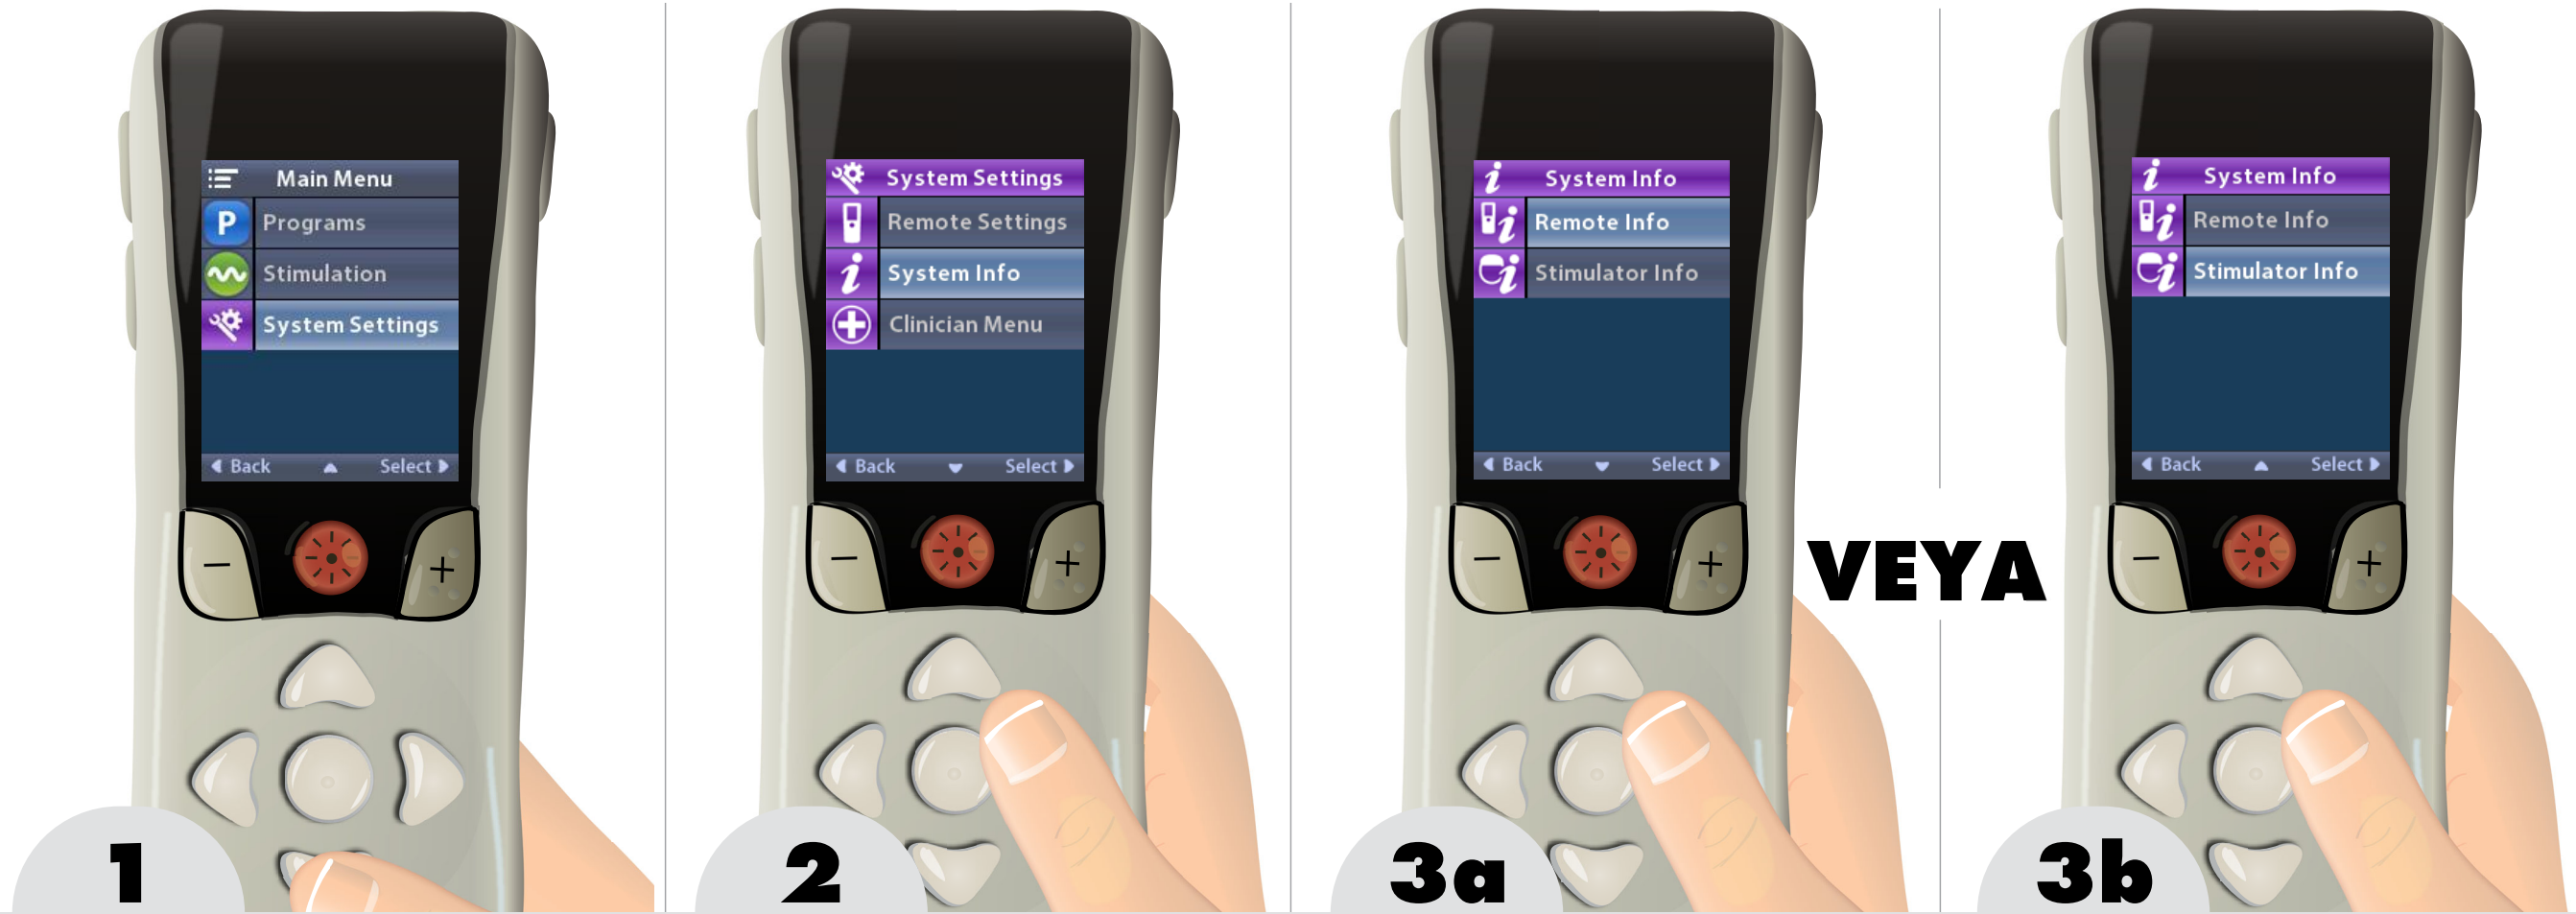 Main Menu
P
Programs
Stimulation
System Settings
Back
Select
−
+
1
System Settings
Remote Settings
i
System Info
Clinician Menu
Back
Select
−
+
2
i
System Info
i
Remote Info
i
Stimulator Info
Back
Select
−
+
3a
VEYA
i
System Info
i
Remote Info
i
Stimulator Info
Back
Select
−
+
3b